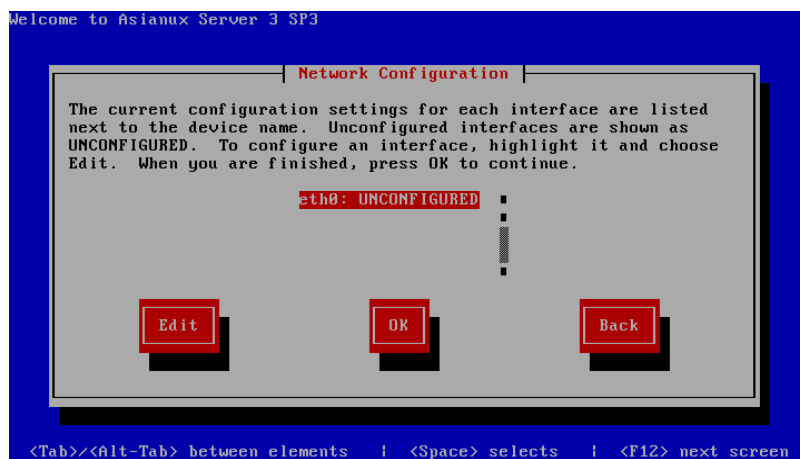 Welcome to Asianux Server 3 SP3
Network Configuration
The current configuration settings for each interface are listed
next to the device name.  Unconfigured interfaces are shown as
UNCONFIGURED.  To configure an interface, highlight it and choose
Edit.  When you are finished, press OK to continue.
eth0: UNCONFIGURED
Edit OK Back
<Tab>/<Alt-Tab> between elements | <Space> selects | <F12> next screen